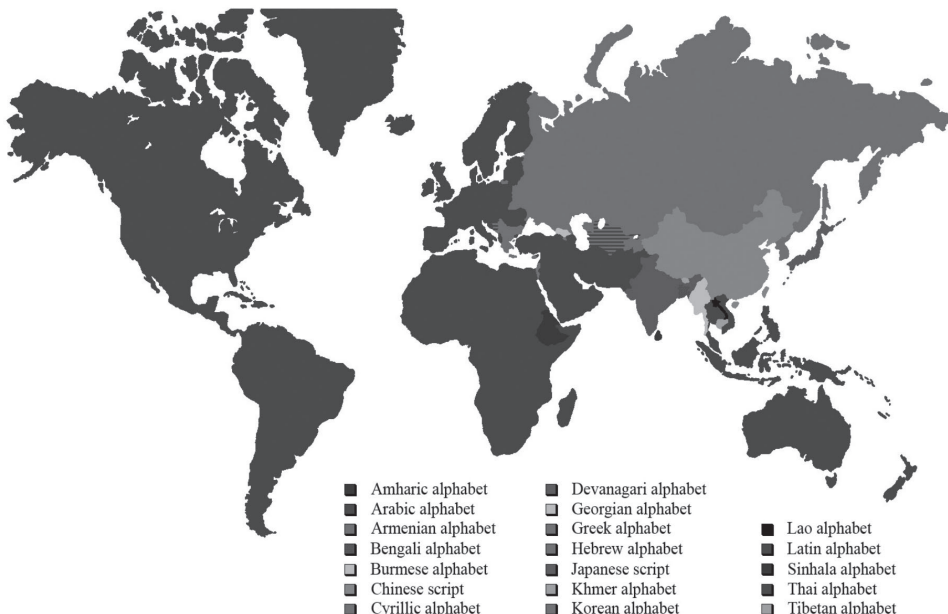 Amharic alphabet
Arabic alphabet
Armenian alphabet
Bengali alphabet
Burmese alphabet
Chinese script
Cyrillic alphabet
Devanagari alphabet
Georgian alphabet
Greek alphabet
Hebrew alphabet
Japanese script
Khmer alphabet
Korean alphabet
Lao alphabet
Latin alphabet
Sinhala alphabet
Thai alphabet
Tibetan alphabet